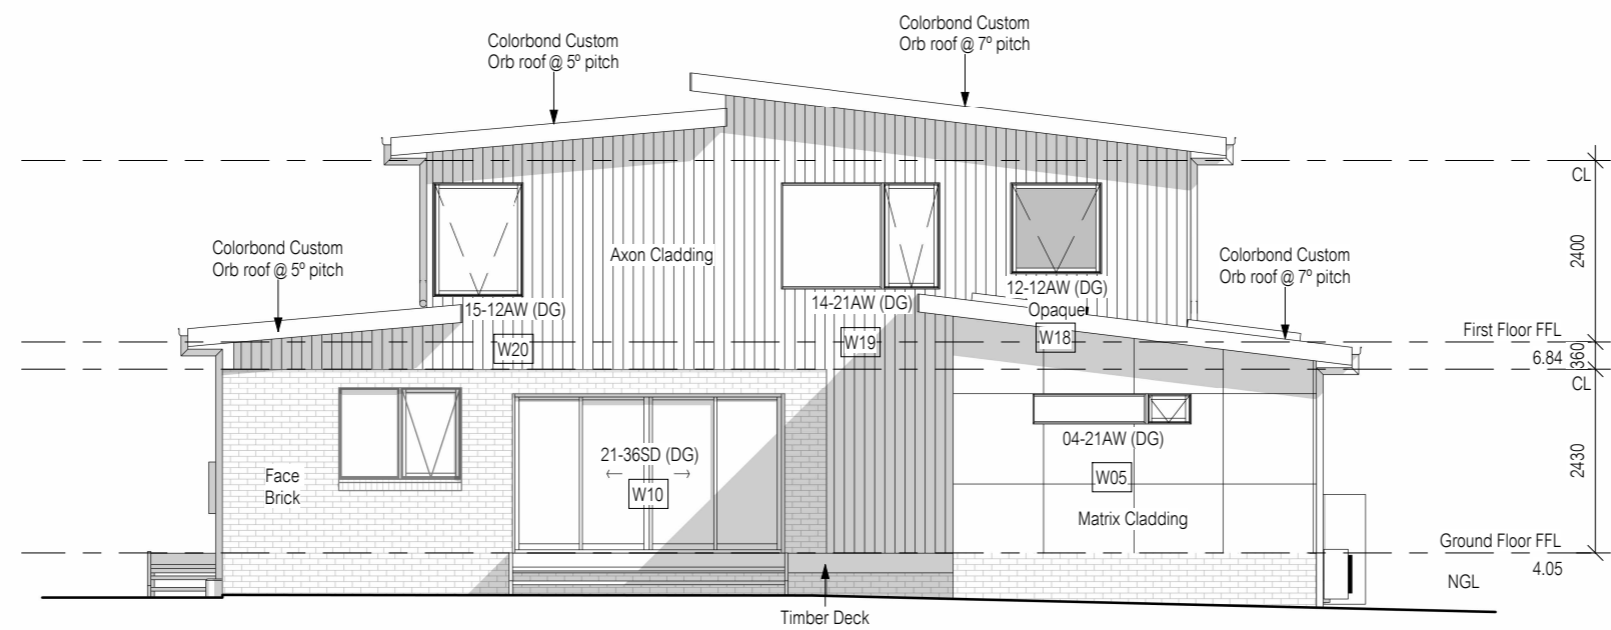 Colorbond Custom
Orb roof @ 7º pitch
Colorbond Custom
Orb roof @ 5º pitch
CL
2400
Colorbond Custom
Orb roof @ 5º pitch
Axon Cladding
Colorbond Custom
Orb roof @ 7º pitch
15-12AW (DG)
W20
14-21AW (DG)
W19
12-12AW (DG)
Opaque
W18
First Floor FFL
6.84
360
CL
04-21AW (DG)
W05
21-36SD (DG)
W10
2430
Face
Brick
Matrix Cladding
Ground Floor FFL
4.05
NGL
Timber Deck